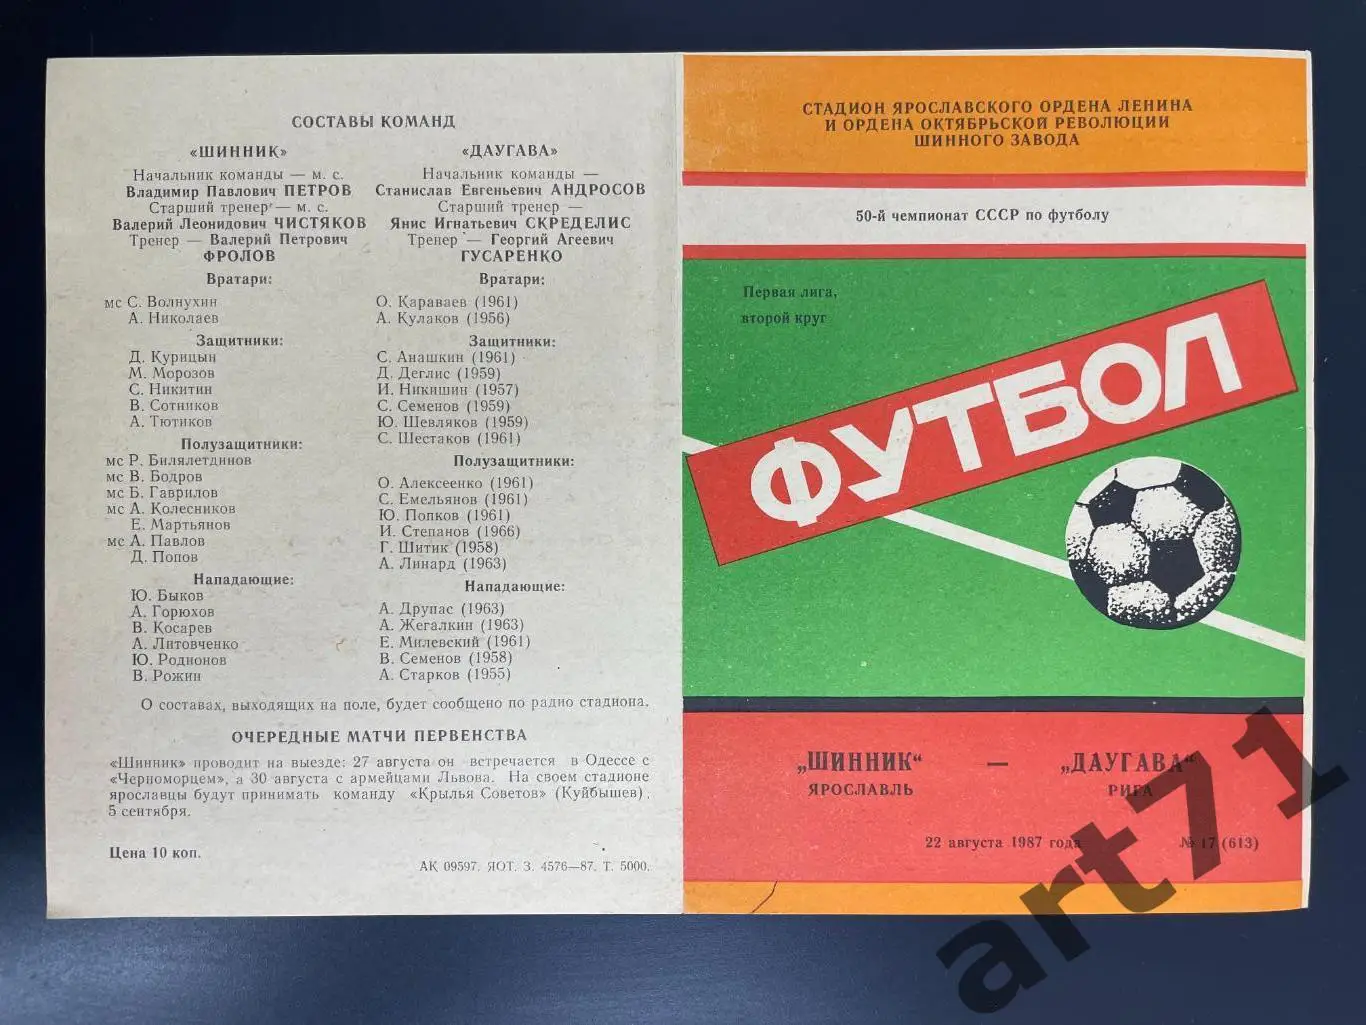 СОСТАВЫ КОМАНД
«ШИННИК»
Начальник команды — м. с.
Владимир Павлович ПЕТРОВ
Старший тренер — м. с.
Валерий Леонидович ЧИСТЯКОВ
Тренер — Валерий Петрович
ФРОЛОВ
Вратари:
мс С. Волнухин
А. Николаев
Защитники:
Д. Курицын
М. Морозов
С. Никитин
В. Сотников
А. Тютиков
Полузащитники:
мс Р. Билялетдинов
мс В. Бодров
мс Б. Гаврилов
мс А. Колесников
Е. Мартьянов
мс А. Павлов
Д. Попов
Нападающие:
Ю. Быков
А. Горюхов
В. Косарев
А. Литовченко
Ю. Родионов
В. Рожин
«ДАУГАВА»
Начальник команды —
Станислав Евгеньевич АНДРОСОВ
Старший тренер —
Янис Игнатьевич СКРЕДЕЛИС
Тренер — Георгий Агеевич
ГУСАРЕНКО
Вратари:
О. Караваев (1961)
А. Кулаков (1956)
Защитники:
С. Анашкин (1961)
Д. Деглис (1959)
И. Никишин (1957)
С. Семенов (1959)
Ю. Шевляков (1959)
С. Шестаков (1961)
Полузащитники:
О. Алексеенко (1961)
С. Емельянов (1961)
Ю. Попков (1961)
И. Степанов (1966)
Г. Шитик (1958)
А. Линард (1963)
Нападающие:
А. Друпас (1963)
А. Жегалкин (1963)
Е. Милевский (1961)
В. Семенов (1958)
А. Старков (1955)
О составах, выходящих на поле, будет сообщено по радио стадиона.
ОЧЕРЕДНЫЕ МАТЧИ ПЕРВЕНСТВА
«Шинник» проводит на выезде: 27 августа он встречается в Одессе с
«Черноморцем», а 30 августа с армейцами Львова. На своем стадионе
ярославцы будут принимать команду «Крылья Советов» (Куйбышев),
5 сентября.
Цена 10 коп.
АК 09597. ЯОТ. З. 4576—87. Т. 5000.
СТАДИОН ЯРОСЛАВСКОГО ОРДЕНА ЛЕНИНА
И ОРДЕНА ОКТЯБРЬСКОЙ РЕВОЛЮЦИИ
ШИННОГО ЗАВОДА
50-й чемпионат СССР по футболу
Первая лига,
второй круг
ФУТБОЛ
„ШИННИК“ — „ДАУГАВА“
ЯРОСЛАВЛЬ РИГА
22 августа 1987 года № 17 (613)
art71